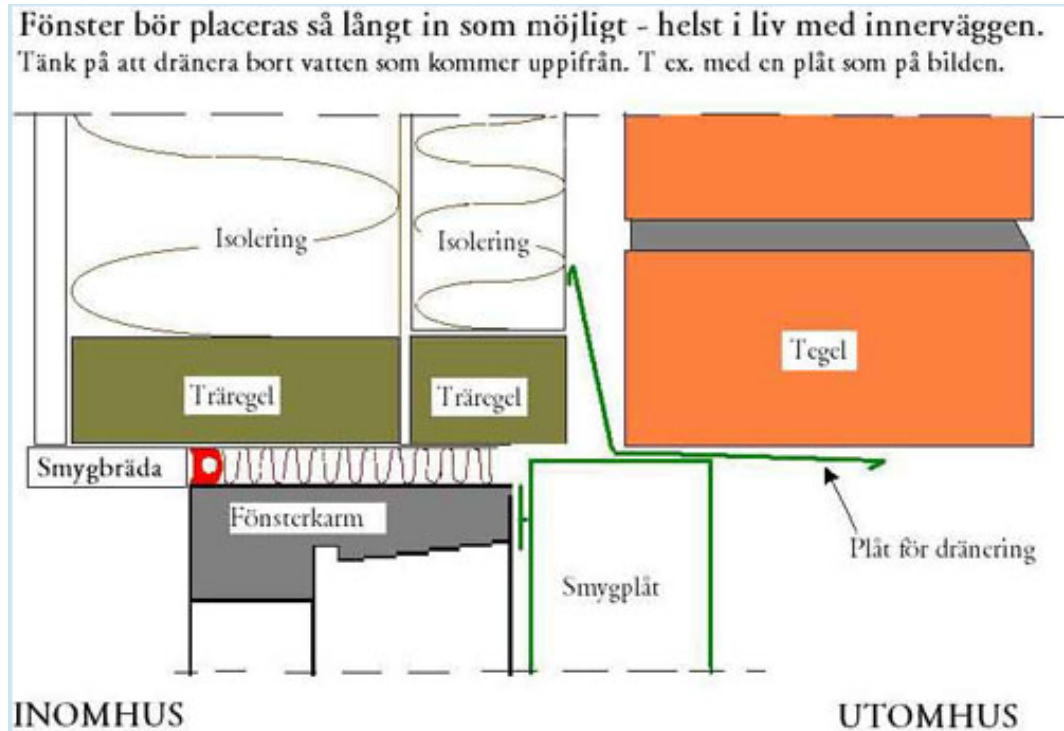 Fönster bör placeras så långt in som möjligt - helst i liv med innerväggen.
Tänk på att dränera bort vatten som kommer uppifrån. T ex. med en plåt som på bilden.
Isolering
Isolering
Tegel
Träregel
Träregel
Smygbräda
Fönsterkarm
Plåt för dränering
Smygplåt
INOMHUS
UTOMHUS